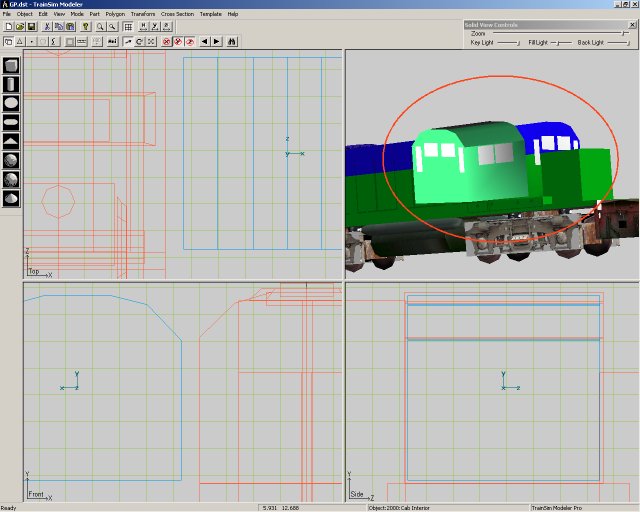 GP.dst - TrainSim Modeler
Object Edit View Mode Part Polygon Transform Cross Section Template Help
Solid View Controls
Zoom
Key Light Fill Light Back Light
H V Z
Axi
z
y x
Z
Top X
y
x z
Y
Front X
y
z
Y
Side Z
Ready 5.931 12.688 Object:2000:Cab Interior TrainSim Modeler Pro